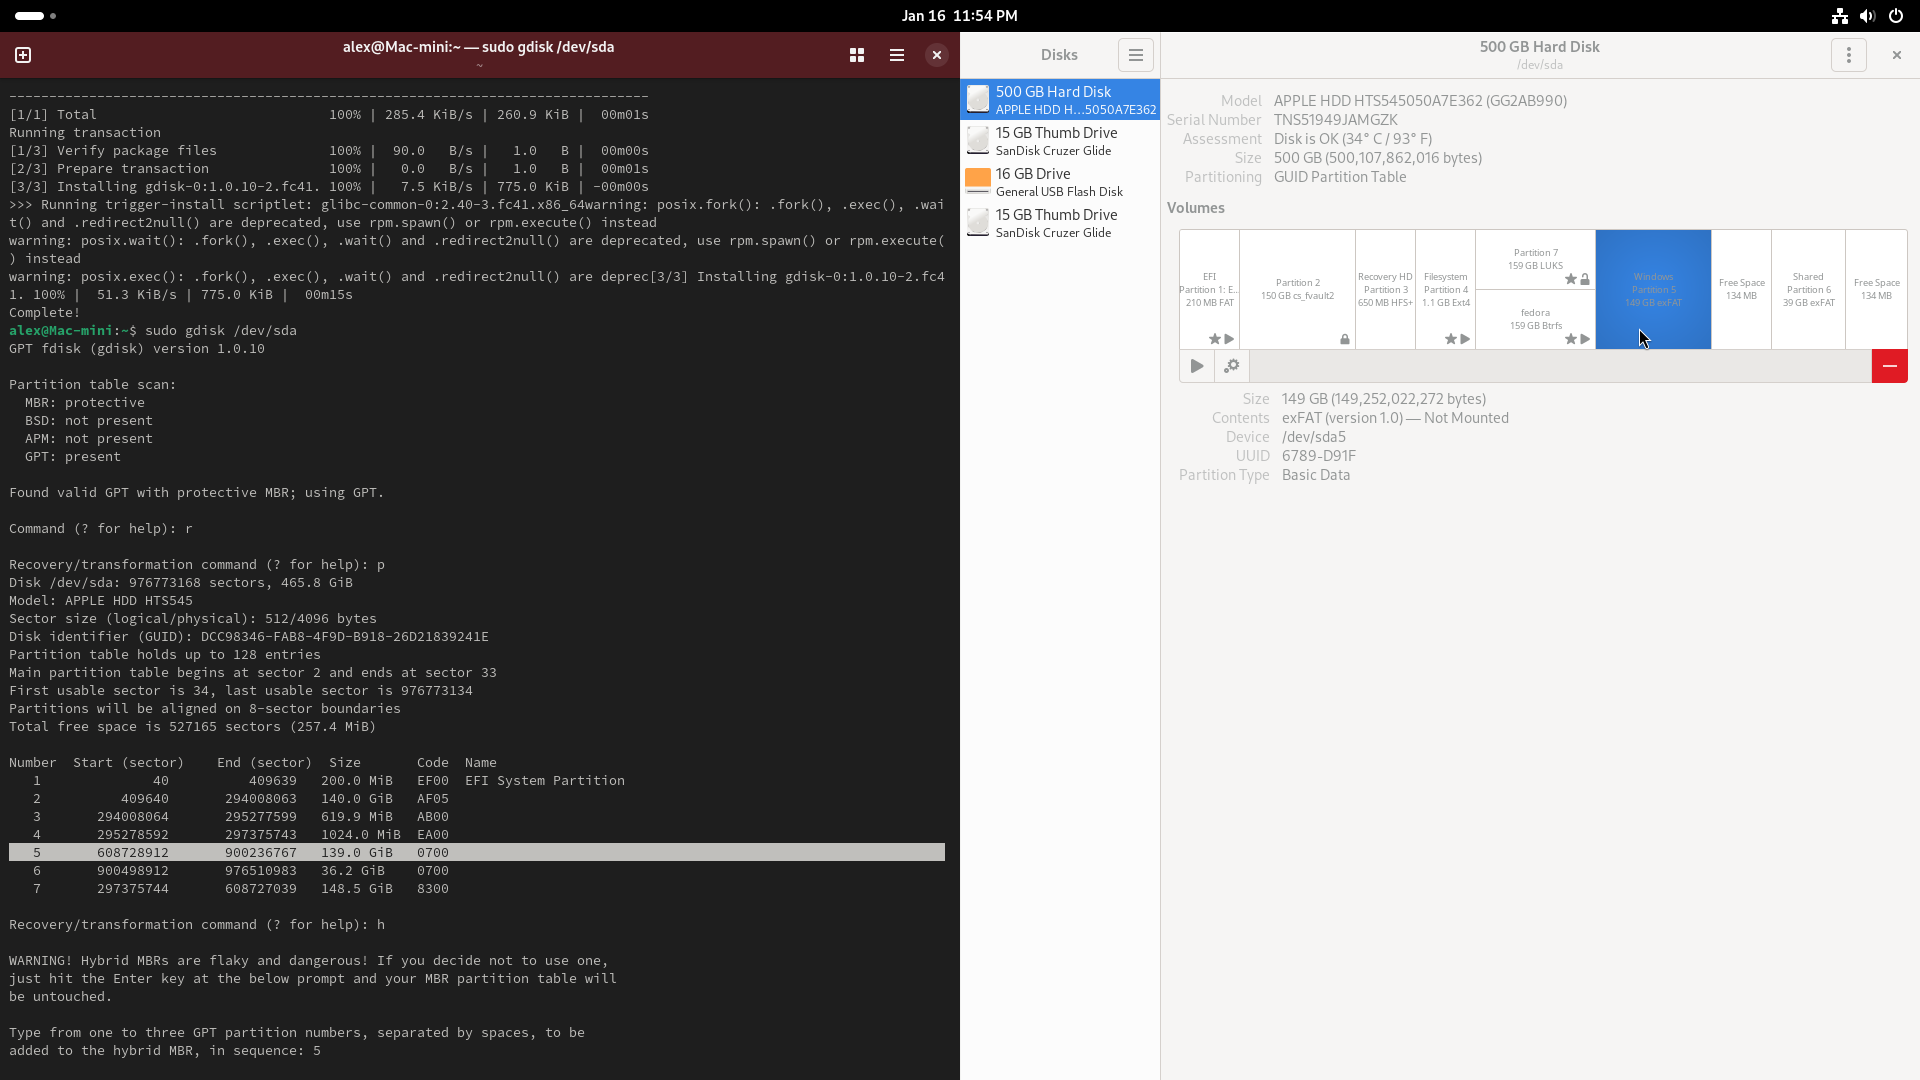 Jan 16  11:54 PM
alex@Mac-mini:~ — sudo gdisk /dev/sda
~
--------------------------------------------------------------------------------
[1/1] Total                             100% | 285.4 KiB/s | 260.9 KiB |  00m01s
Running transaction
[1/3] Verify package files              100% |  90.0   B/s |   1.0   B |  00m00s
[2/3] Prepare transaction               100% |   0.0   B/s |   1.0   B |  00m00s
[3/3] Installing gdisk-0:1.0.10-2.fc41. 100% |   7.5 KiB/s | 775.0 KiB | -00m00s
>>> Running trigger-install scriptlet: glibc-common-0:2.40-3.fc41.x86_64warning: posix.fork(): .fork(), .exec(), .wai
t() and .redirect2null() are deprecated, use rpm.spawn() or rpm.execute() instead
warning: posix.wait(): .fork(), .exec(), .wait() and .redirect2null() are deprecated, use rpm.spawn() or rpm.execute(
) instead
warning: posix.exec(): .fork(), .exec(), .wait() and .redirect2null() are deprec[3/3] Installing gdisk-0:1.0.10-2.fc4
1. 100% |  51.3 KiB/s | 775.0 KiB |  00m15s
Complete!
alex@Mac-mini:~$ sudo gdisk /dev/sda
GPT fdisk (gdisk) version 1.0.10
Partition table scan:
  MBR: protective
  BSD: not present
  APM: not present
  GPT: present
Found valid GPT with protective MBR; using GPT.
Command (? for help): r
Recovery/transformation command (? for help): p
Disk /dev/sda: 976773168 sectors, 465.8 GiB
Model: APPLE HDD HTS545
Sector size (logical/physical): 512/4096 bytes
Disk identifier (GUID): DCC98346-FAB8-4F9D-B918-26D21839241E
Partition table holds up to 128 entries
Main partition table begins at sector 2 and ends at sector 33
First usable sector is 34, last usable sector is 976773134
Partitions will be aligned on 8-sector boundaries
Total free space is 527165 sectors (257.4 MiB)
Number  Start (sector)    End (sector)  Size       Code  Name
   1              40          409639   200.0 MiB   EF00  EFI System Partition
   2          409640       294008063   140.0 GiB   AF05
   3       294008064       295277599   619.9 MiB   AB00
   4       295278592       297375743   1024.0 MiB  EA00
   5       608728912       900236767   139.0 GiB   0700
   6       900498912       976510983   36.2 GiB    0700
   7       297375744       608727039   148.5 GiB   8300
Recovery/transformation command (? for help): h
WARNING! Hybrid MBRs are flaky and dangerous! If you decide not to use one,
just hit the Enter key at the below prompt and your MBR partition table will
be untouched.
Type from one to three GPT partition numbers, separated by spaces, to be
added to the hybrid MBR, in sequence: 5
Disks
500 GB Hard Disk
APPLE HDD H...5050A7E362
15 GB Thumb Drive
SanDisk Cruzer Glide
16 GB Drive
General USB Flash Disk
15 GB Thumb Drive
SanDisk Cruzer Glide
500 GB Hard Disk
/dev/sda
Model APPLE HDD HTS545050A7E362 (GG2AB990)
Serial Number TNS51949JAMGZK
Assessment Disk is OK (34° C / 93° F)
Size 500 GB (500,107,862,016 bytes)
Partitioning GUID Partition Table
Volumes
EFI
Partition 1: E...
210 MB FAT
Partition 2
150 GB cs_fvault2
Recovery HD
Partition 3
650 MB HFS+
Filesystem
Partition 4
1.1 GB Ext4
Partition 7
159 GB LUKS
fedora
159 GB Btrfs
Windows
Partition 5
149 GB exFAT
Free Space
134 MB
Shared
Partition 6
39 GB exFAT
Free Space
134 MB
Size 149 GB (149,252,022,272 bytes)
Contents exFAT (version 1.0) — Not Mounted
Device /dev/sda5
UUID 6789-D91F
Partition Type Basic Data